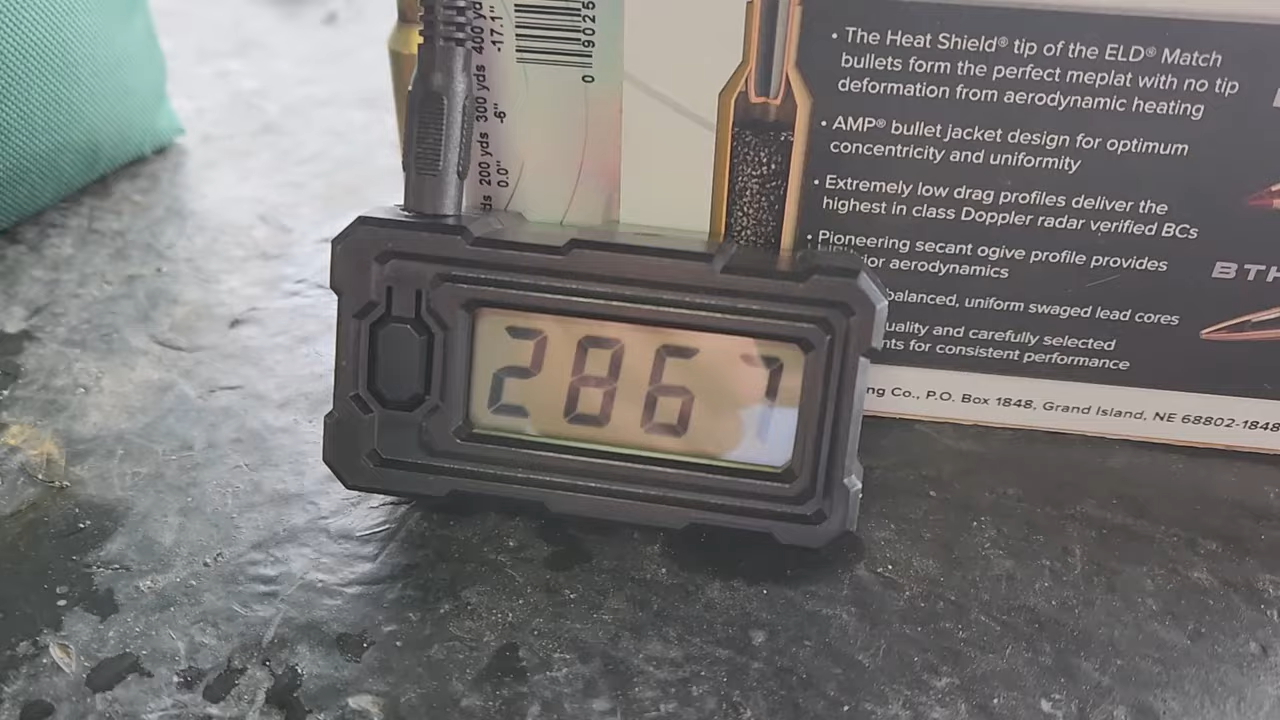 400 yds
-17.1"
300 yds
-6"
200 yds
0.0"
0 9025
• The Heat Shield® tip of the ELD® Match
bullets form the perfect meplat with no tip
deformation from aerodynamic heating
• AMP® bullet jacket design for optimum
concentricity and uniformity
• Extremely low drag profiles deliver the
highest in class Doppler radar verified BCs
• Pioneering secant ogive profile provides
aerodynamics
balanced, uniform swaged lead cores
and carefully selected
for consistent performance
Co., P.O. Box 1848, Grand Island, NE 68802-1848
BTH
2867